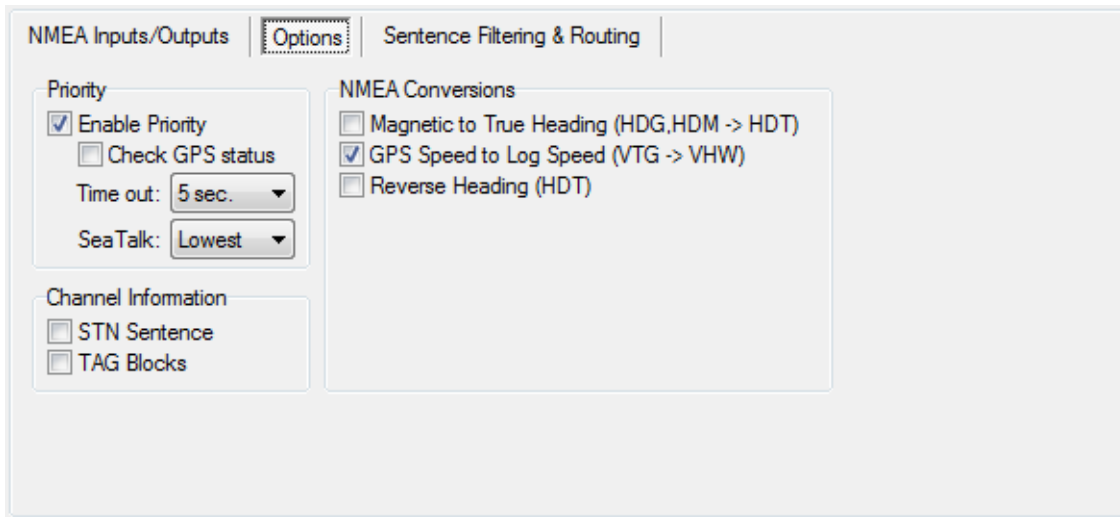 NMEA Inputs/Outputs Options Sentence Filtering & Routing
Priority
Enable Priority
Check GPS status
Time out: 5 sec.
SeaTalk: Lowest
Channel Information
STN Sentence
TAG Blocks
NMEA Conversions
Magnetic to True Heading (HDG,HDM -> HDT)
GPS Speed to Log Speed (VTG -> VHW)
Reverse Heading (HDT)